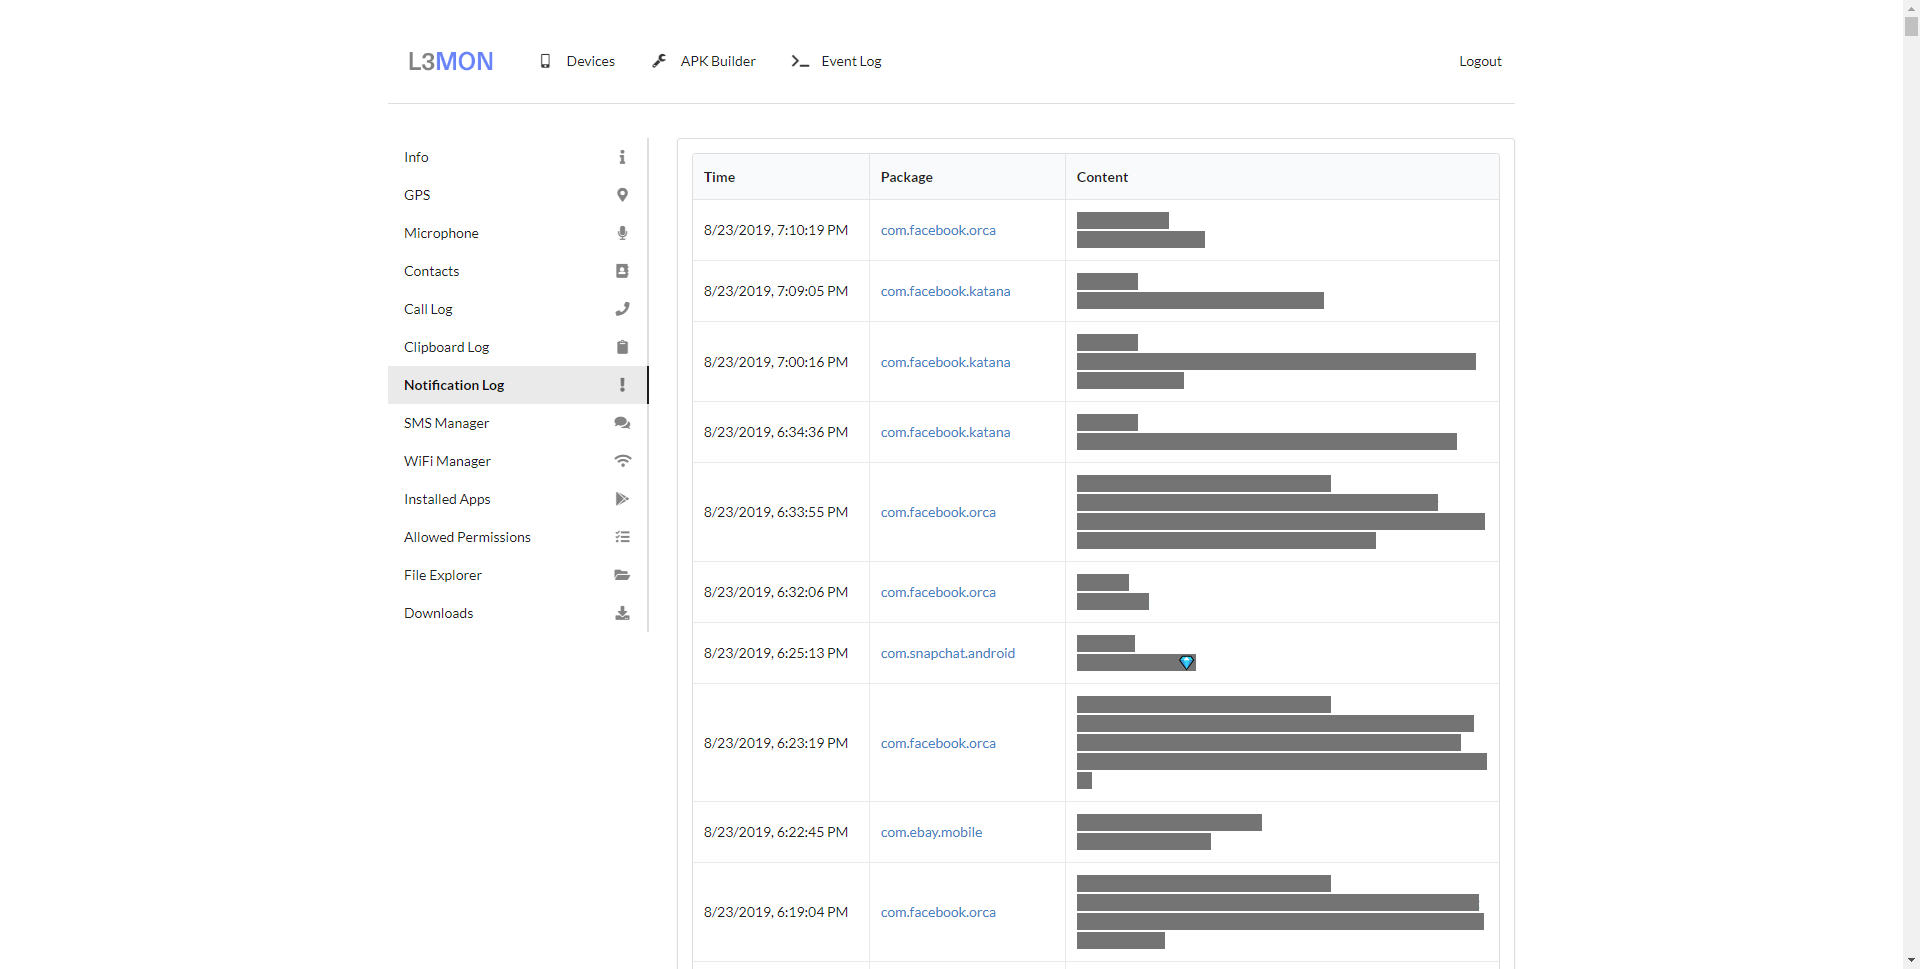 L3MON
Devices
APK Builder
Event Log
Logout
Info
GPS
Microphone
Contacts
Call Log
Clipboard Log
Notification Log
SMS Manager
WiFi Manager
Installed Apps
Allowed Permissions
File Explorer
Downloads
Time Package Content
8/23/2019, 7:10:19 PM com.facebook.orca
8/23/2019, 7:09:05 PM com.facebook.katana
8/23/2019, 7:00:16 PM com.facebook.katana
8/23/2019, 6:34:36 PM com.facebook.katana
8/23/2019, 6:33:55 PM com.facebook.orca
8/23/2019, 6:32:06 PM com.facebook.orca
8/23/2019, 6:25:13 PM com.snapchat.android
8/23/2019, 6:23:19 PM com.facebook.orca
8/23/2019, 6:22:45 PM com.ebay.mobile
8/23/2019, 6:19:04 PM com.facebook.orca